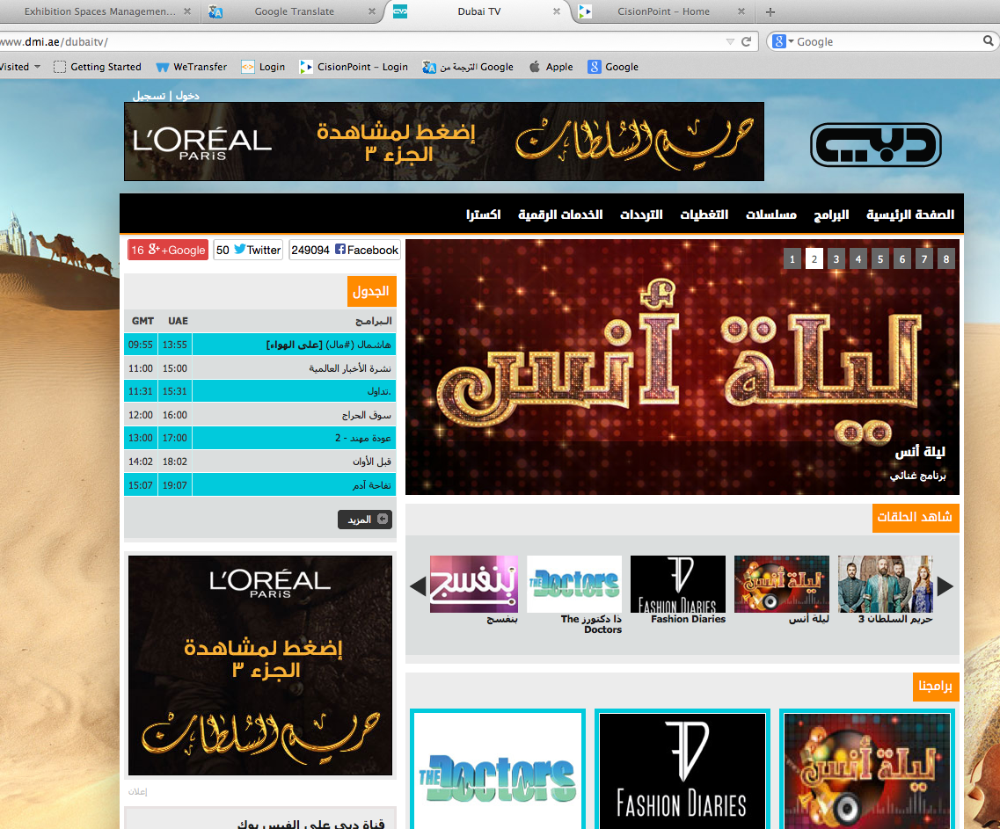 Exhibition Spaces Managemen...
Google Translate
Dubai TV
CisionPoint - Home
www.dmi.ae/dubaitv/
Google
Visited
Getting Started
WeTransfer
Login
CisionPoint - Login
الترجمة من Google
Apple
Google
دخول | تسجيل
L'ORÉAL
PARIS
إضغط لمشاهدة
الجزء ٣
حريم السلطان
دبي
الصفحة الرئيسية
البرامج
مسلسلات
التغطيات
الترددات
الخدمات الرقمية
اكسترا
16 g+ +Google
50 Twitter
249094 Facebook
1 2 3 4 5 6 7 8
ليلة أنس
ليلة أنس
برنامج غنائي
الجدول
GMT UAE البرامج
09:55 13:55 هاشمال (#مال) [على الهواء]
11:00 15:00 نشرة الأخبار العالمية
11:31 15:31 تداول.
12:00 16:00 سوق الحراج
13:00 17:00 عودة مهند - 2
14:02 18:02 قبل الأوان
15:07 19:07 تفاحة آدم
المزيد
شاهد الحلقات
بنفسج
THE Doctors
FD
FASHION DIARIES
ليلة أنس
بنفسج
ذا دكتورز The
Doctors
Fashion Diaries
ليلة أنس
حريم السلطان 3
L'ORÉAL
PARIS
إضغط لمشاهدة
الجزء ٣
حريم السلطان
إعلان
برامجنا
THE Doctors
FD
FASHION DIARIES
ليلة أنس
قناة دبي على الفيس بوك